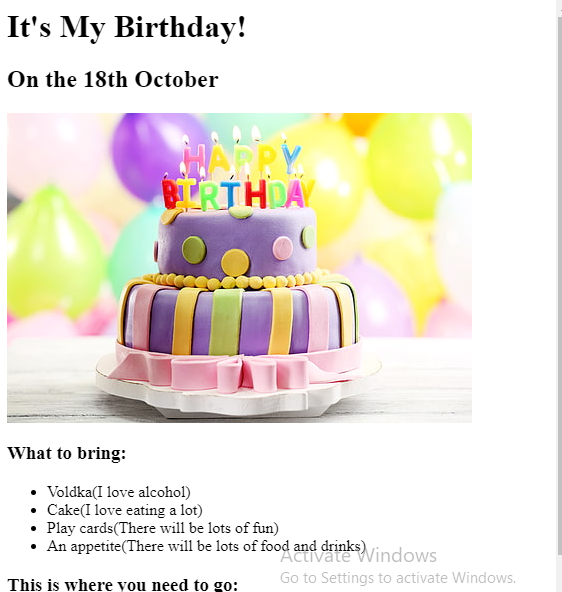 It's My Birthday!
On the 18th October
HAPPY
BIRTHDAY
What to bring:
Voldka(I love alcohol)
Cake(I love eating a lot)
Play cards(There will be lots of fun)
An appetite(There will be lots of food and drinks)
Activate Windows
Go to Settings to activate Windows.
This is where you need to go: